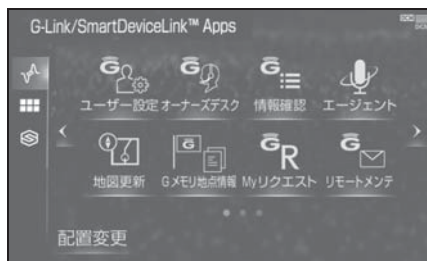 G-Link/SmartDeviceLink™ Apps
ユーザー設定 オーナーズデスク 情報確認 エージェント
地図更新 Gメモリ地点情報 Myリクエスト リモートメンテ
配置変更